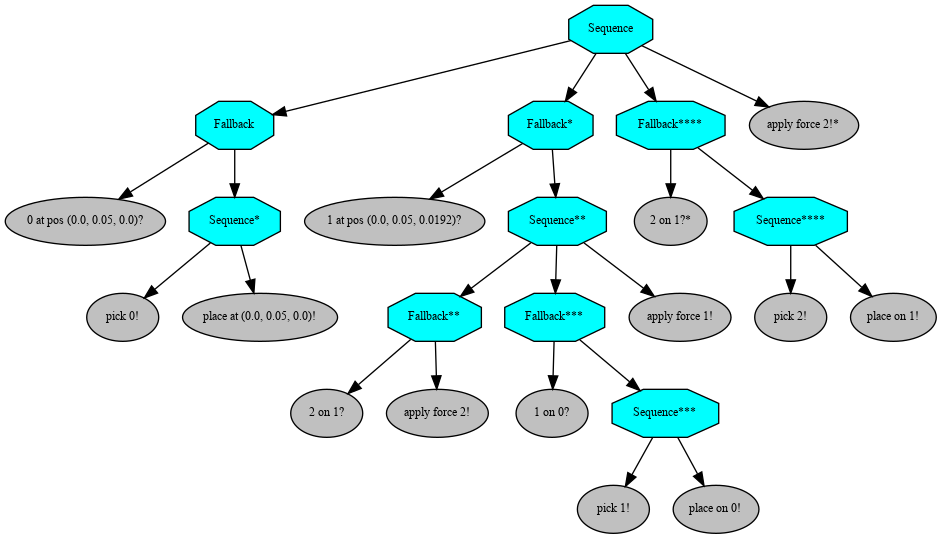 Sequence
Fallback
Fallback*
Fallback****
apply force 2!*
0 at pos (0.0, 0.05, 0.0)?
Sequence*
1 at pos (0.0, 0.05, 0.0192)?
Sequence**
2 on 1?*
Sequence****
pick 0!
place at (0.0, 0.05, 0.0)!
Fallback**
Fallback***
apply force 1!
pick 2!
place on 1!
2 on 1?
apply force 2!
1 on 0?
Sequence***
pick 1!
place on 0!